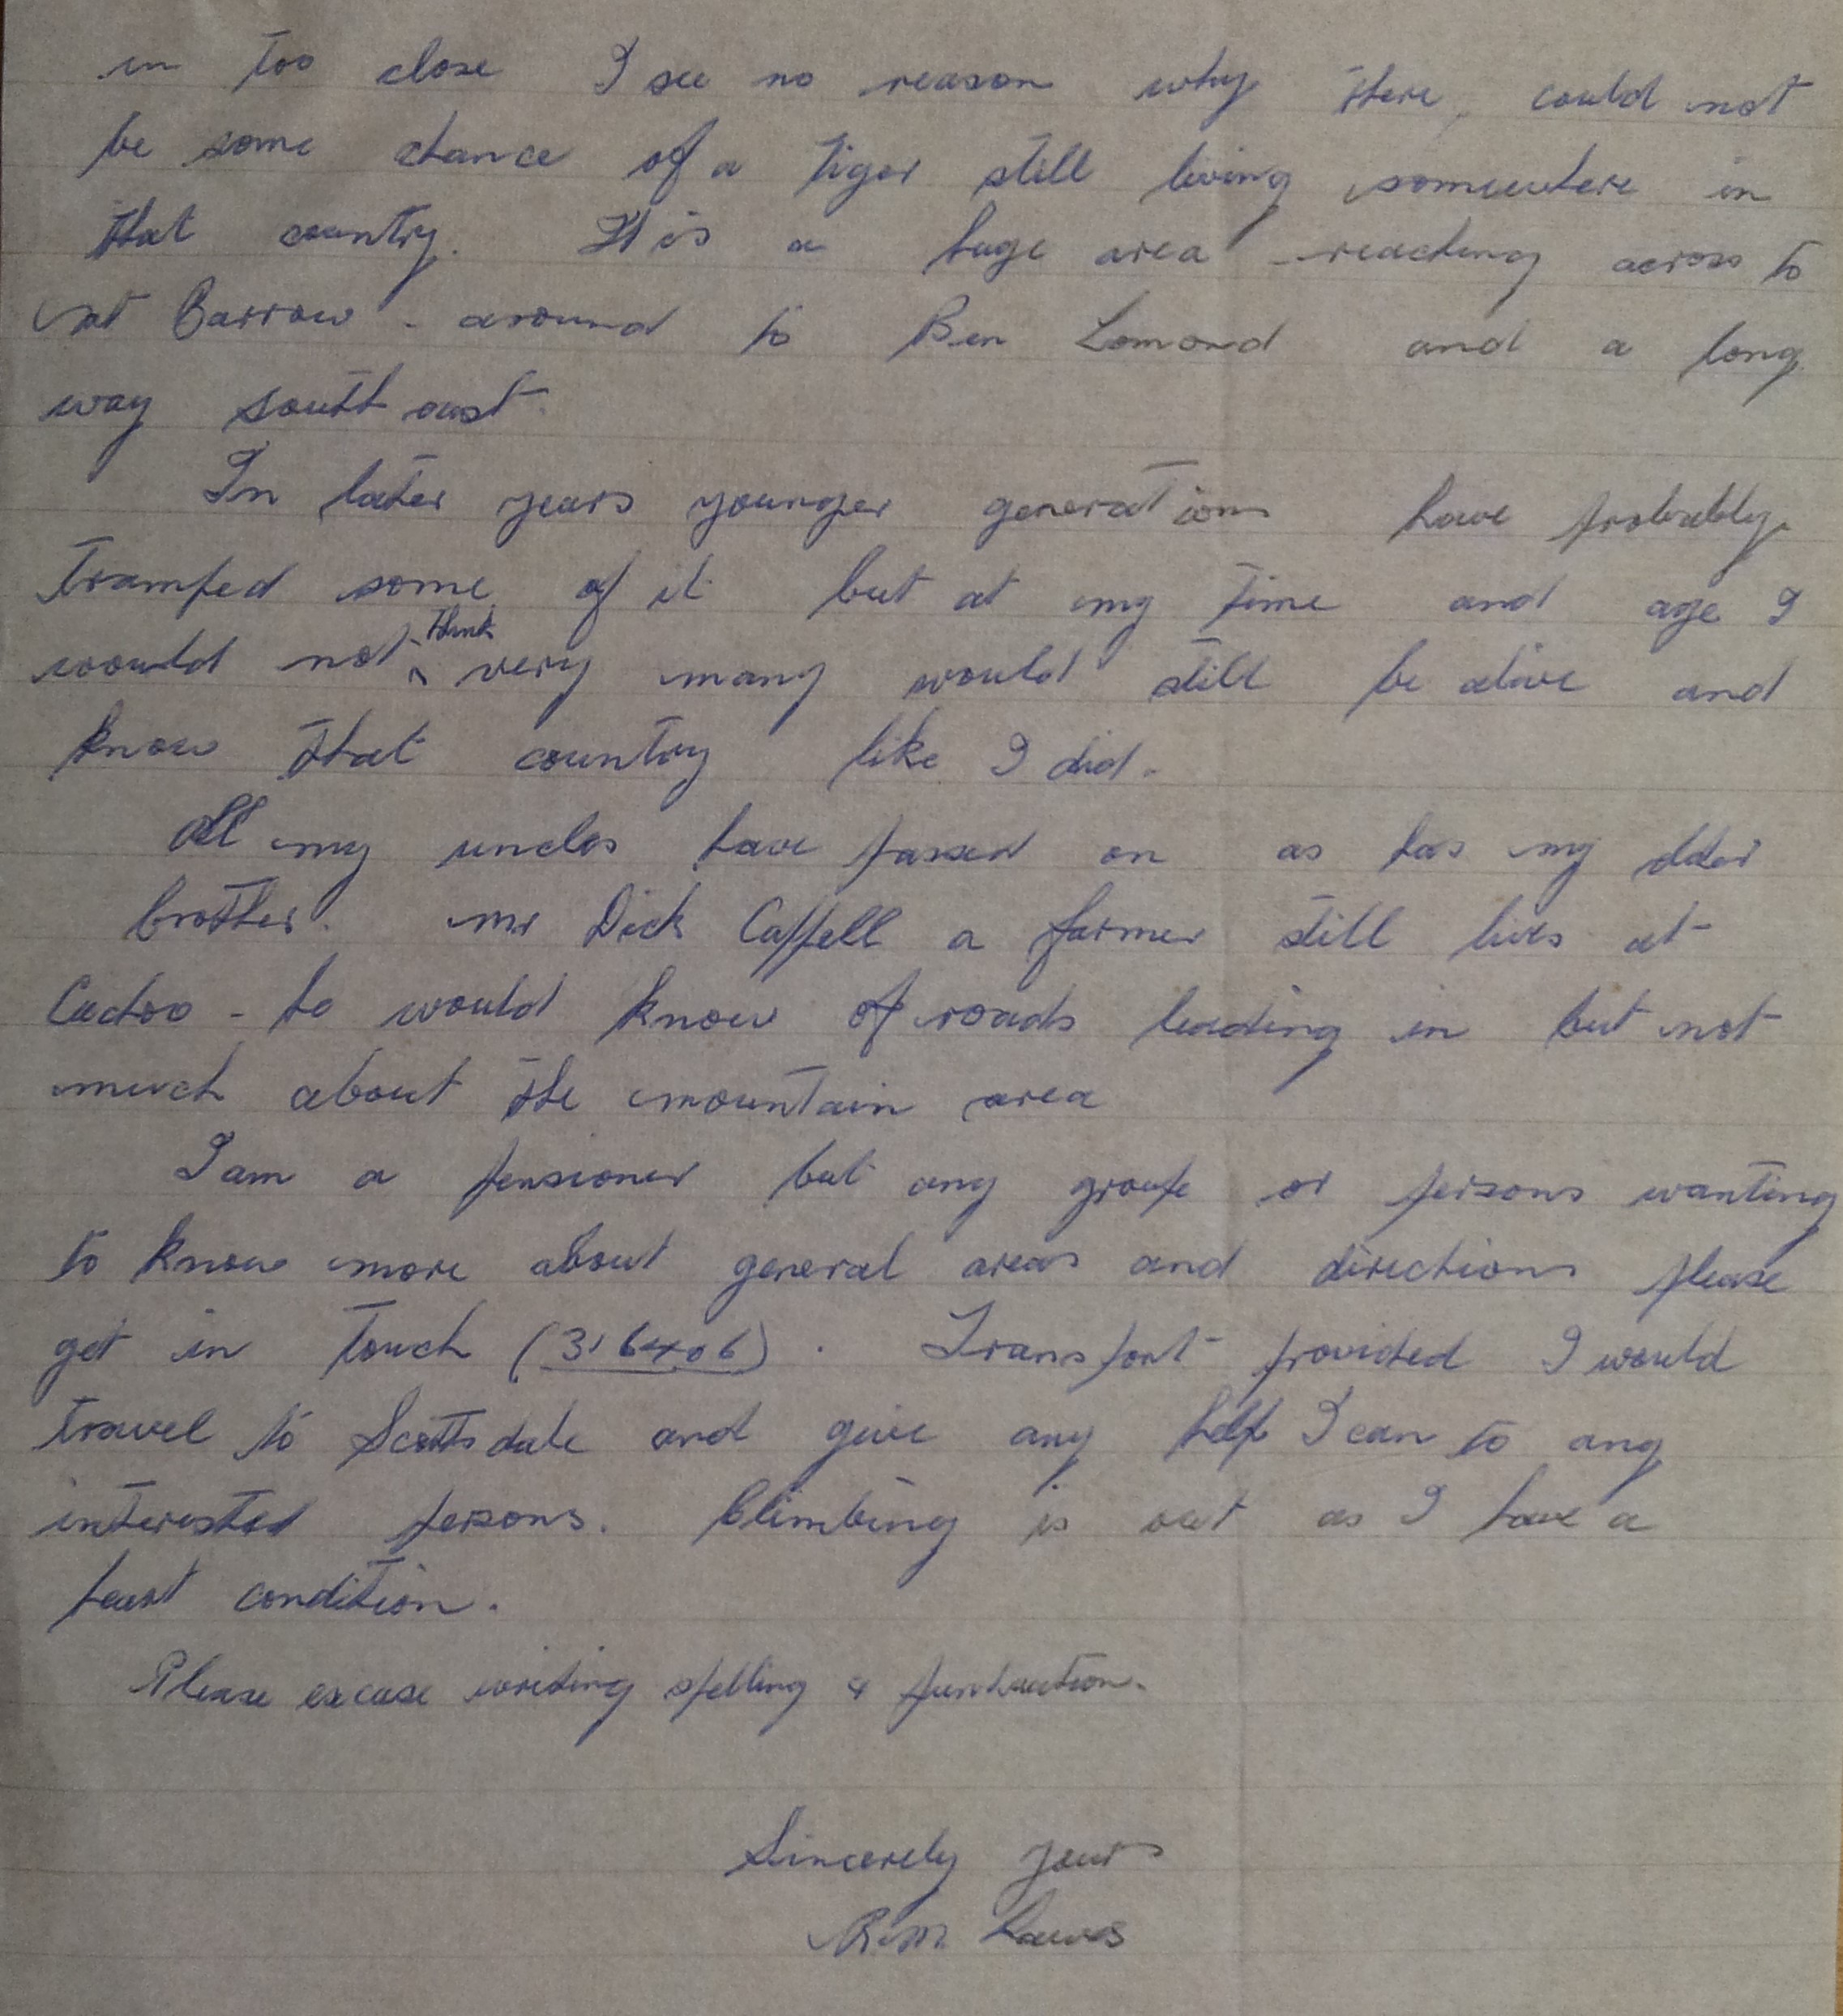 in too close I see no reason why there, could not
be some chance of a tiger still living somewhere in
that country. It is a huge area - reaching across to
mt Barrow - around to Ben Lomond and a long
way south east.
In later years younger generations have probably
tramped some of it but at my time and age I
would not think very many would still be alive and
know that country like I did.
All my uncles have passed on as has my older
brother. Mr Dick Cappell a farmer still lives at
Cuckoo - he would know of roads leading in but not
much about the mountain area
I am a pensioner but any group or persons wanting
to know more about general areas and directions please
get in touch (316406). Transport provided I would
travel to Scottsdale and give any help I can to any
interested persons. Climbing is out as I have a
heart condition.
Please excuse writing spelling & punctuation.
Sincerely yours
R.M.